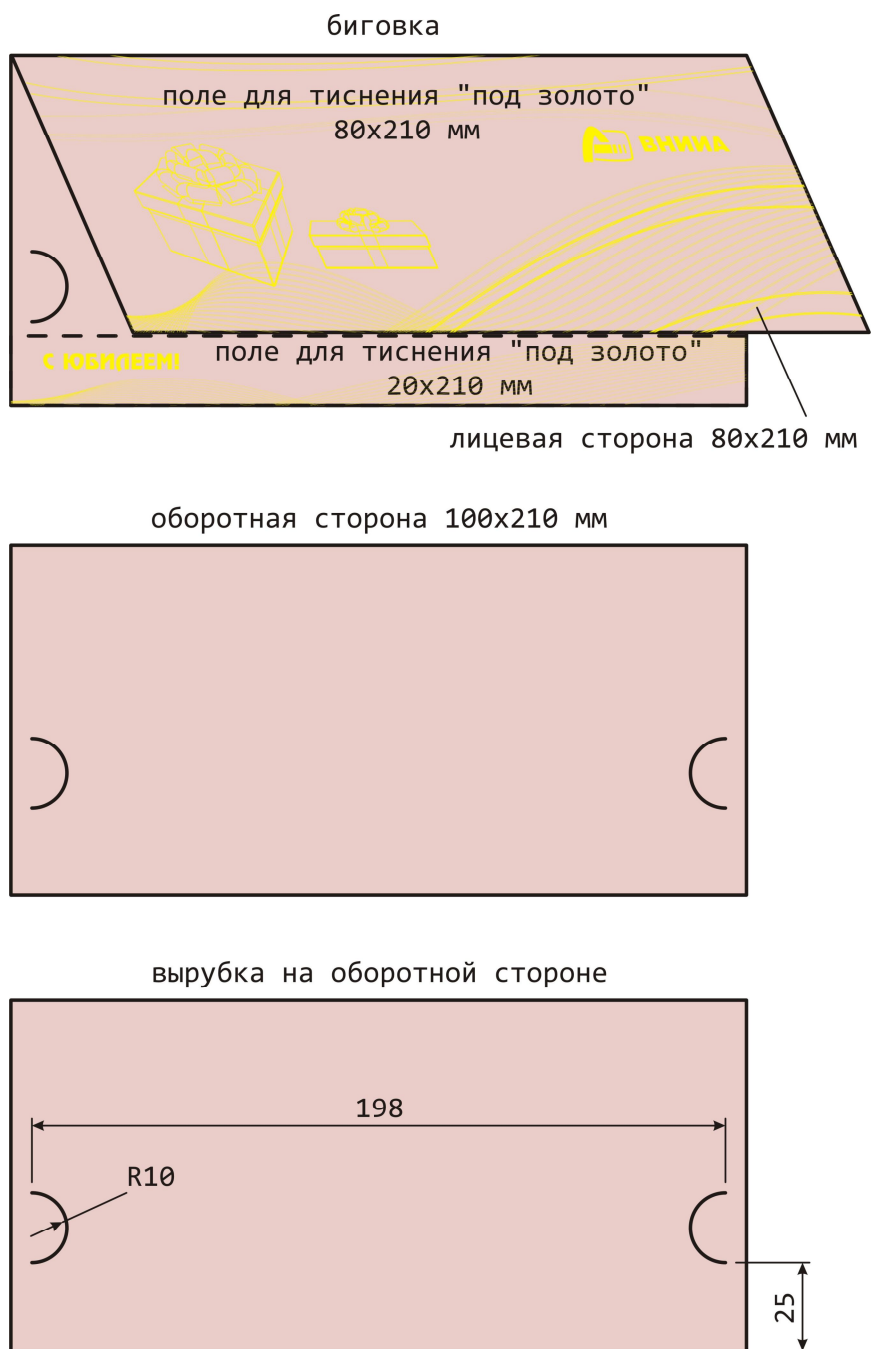 биговка
поле для тиснения "под золото"
80х210 мм
ВНИИА
С ЮБИЛЕЕМ!
поле для тиснения "под золото"
20х210 мм
лицевая сторона 80х210 мм
оборотная сторона 100х210 мм
вырубка на оборотной стороне
198
R10
25